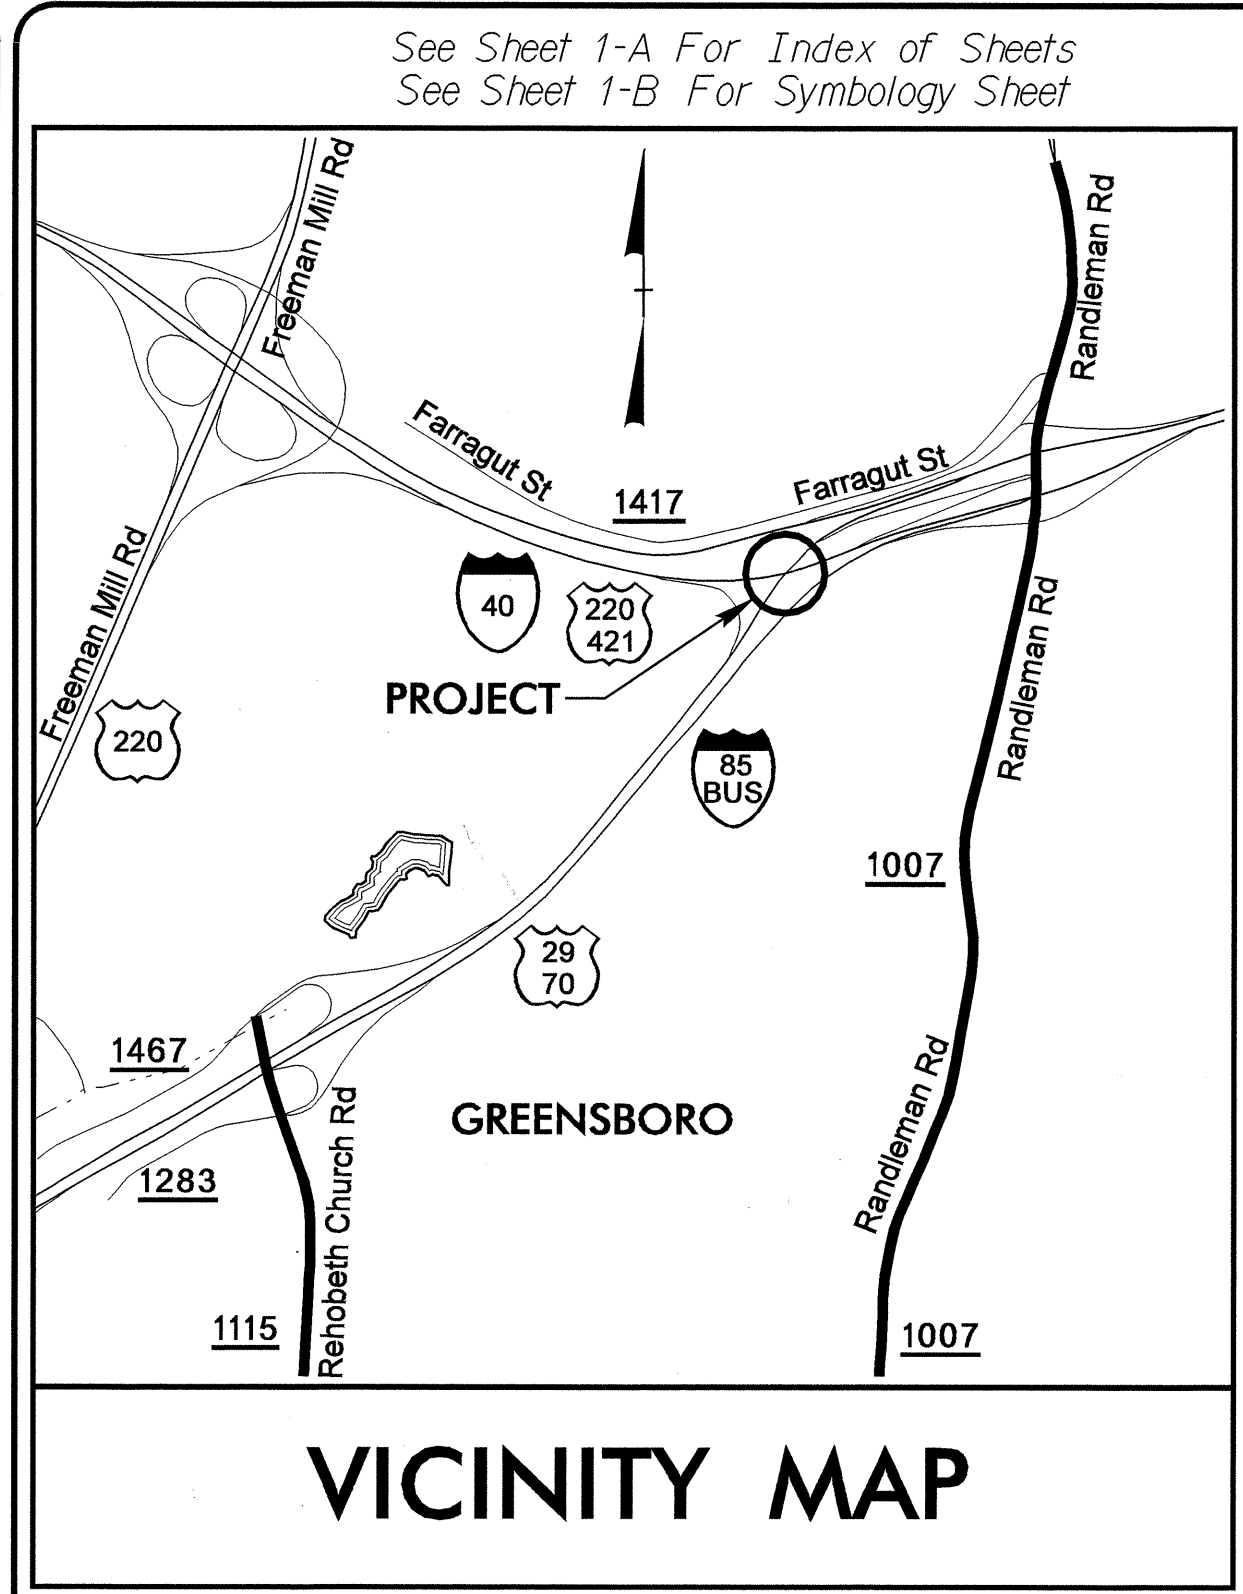 See Sheet 1-A For Index of Sheets
See Sheet 1-B For Symbology Sheet
Freeman Mill Rd
Randleman Rd
Farragut St
Farragut St
1417
Freeman Mill Rd
40
220
421
Randleman Rd
PROJECT
220
85
BUS
1007
29
70
1467
GREENSBORO
Randleman Rd
1283
Rehobeth Church Rd
1115
1007
VICINITY MAP